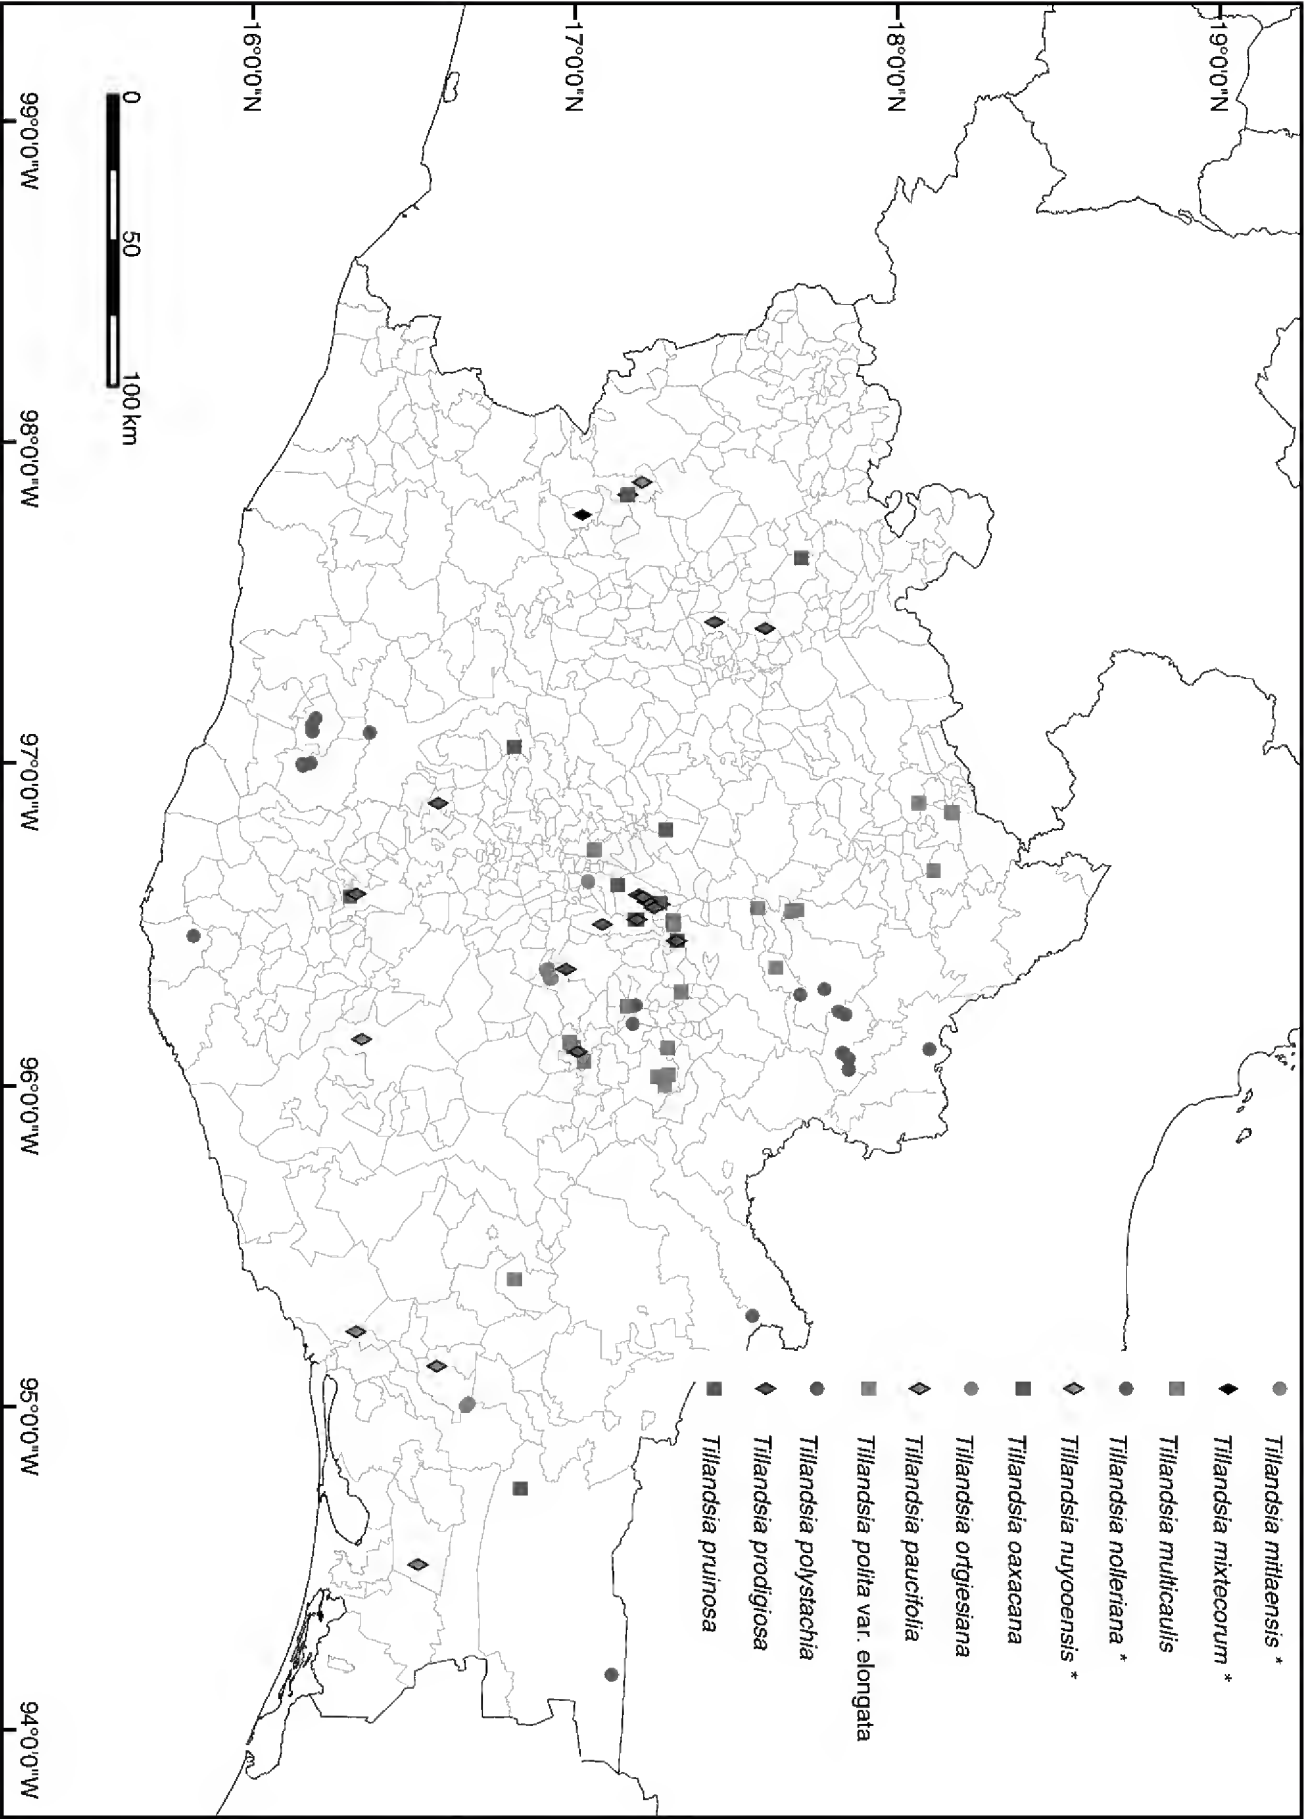 Tillandsia mitlaensis *
Tillandsia mixtecorum *
Tillandsia multicaulis
Tillandsia nolleriana *
Tillandsia nuyooensis *
Tillandsia oaxacana
Tillandsia ortgiesiana
Tillandsia paucifolia
Tillandsia polita var. elongata
Tillandsia polystachia
Tillandsia prodigiosa
Tillandsia pruinosa
19°0'0"N
18°0'0"N
17°0'0"N
16°0'0"N
0 50 100 km
99°0'0"W 98°0'0"W 97°0'0"W 96°0'0"W 95°0'0"W 94°0'0"W